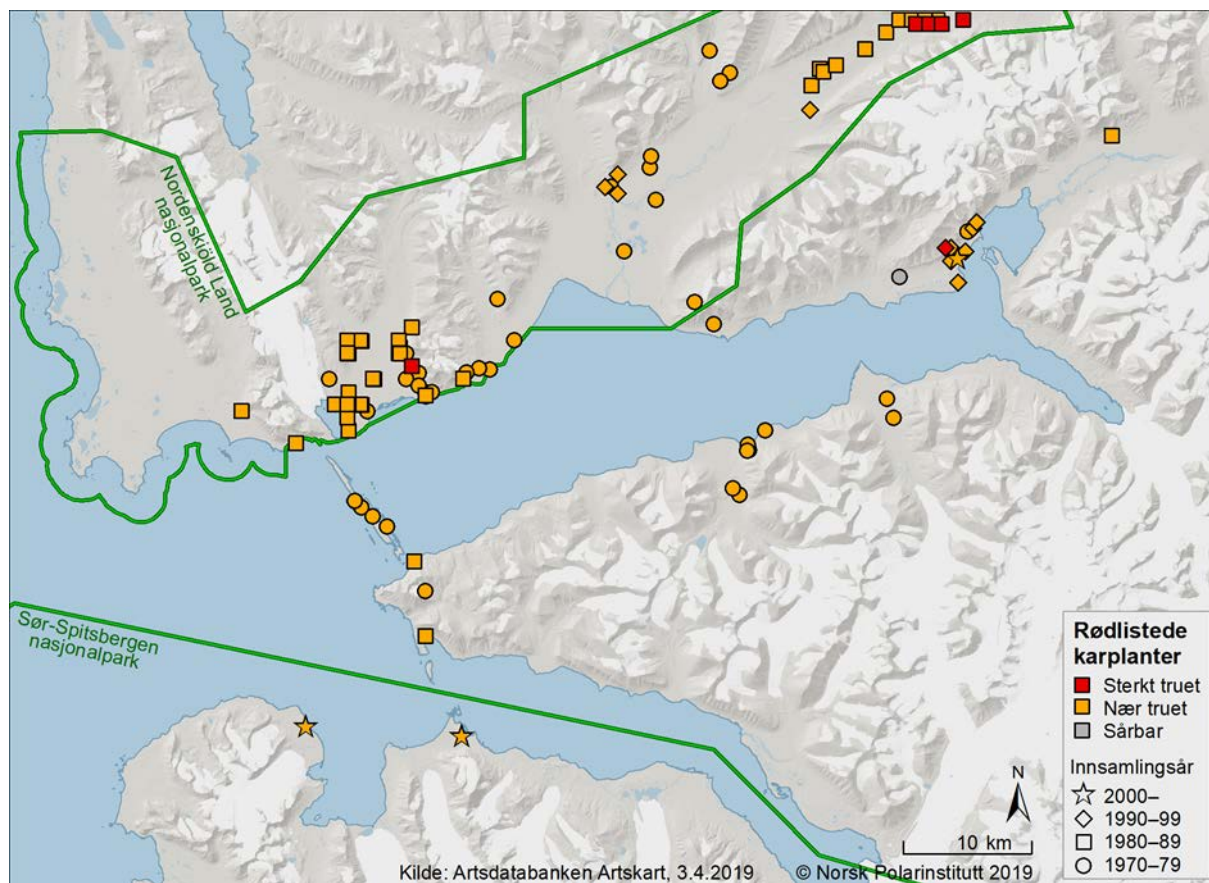 Nordenskiöld Land
nasjonalpark
Sør-Spitsbergen
nasjonalpark
Rødlistede
karplanter
Sterkt truet
Nær truet
Sårbar
Innsamlingsår
2000–
1990–99
1980–89
1970–79
N
10 km
Kilde: Artsdatabanken Artskart, 3.4.2019
© Norsk Polarinstitutt 2019